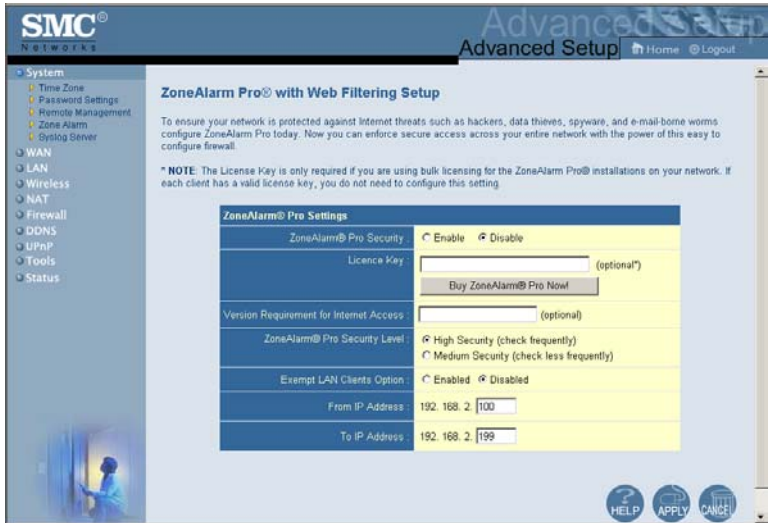 SMC®
Networks
Advanced Setup
Advanced Setup
Home
Logout
System
Time Zone
Password Settings
Remote Management
Zone Alarm
Syslog Server
WAN
LAN
Wireless
NAT
Firewall
DDNS
UPnP
Tools
Status
ZoneAlarm Pro® with Web Filtering Setup
To ensure your network is protected against Internet threats such as hackers, data thieves, spyware, and e-mail-borne worms
configure ZoneAlarm Pro today. Now you can enforce secure access across your entire network with the power of this easy to
configure firewall.
* NOTE: The License Key is only required if you are using bulk licensing for the ZoneAlarm Pro® installations on your network. If
each client has a valid license key, you do not need to configure this setting.
ZoneAlarm® Pro Settings
ZoneAlarm® Pro Security : Enable Disable
Licence Key : (optional*)
Buy ZoneAlarm® Pro Now!
Version Requirement for Internet Access : (optional)
ZoneAlarm® Pro Security Level : High Security (check frequently)
Medium Security (check less frequently)
Exempt LAN Clients Option : Enabled Disabled
From IP Address : 192. 168. 2. 100
To IP Address : 192. 168. 2. 199
HELP
APPLY
CANCEL